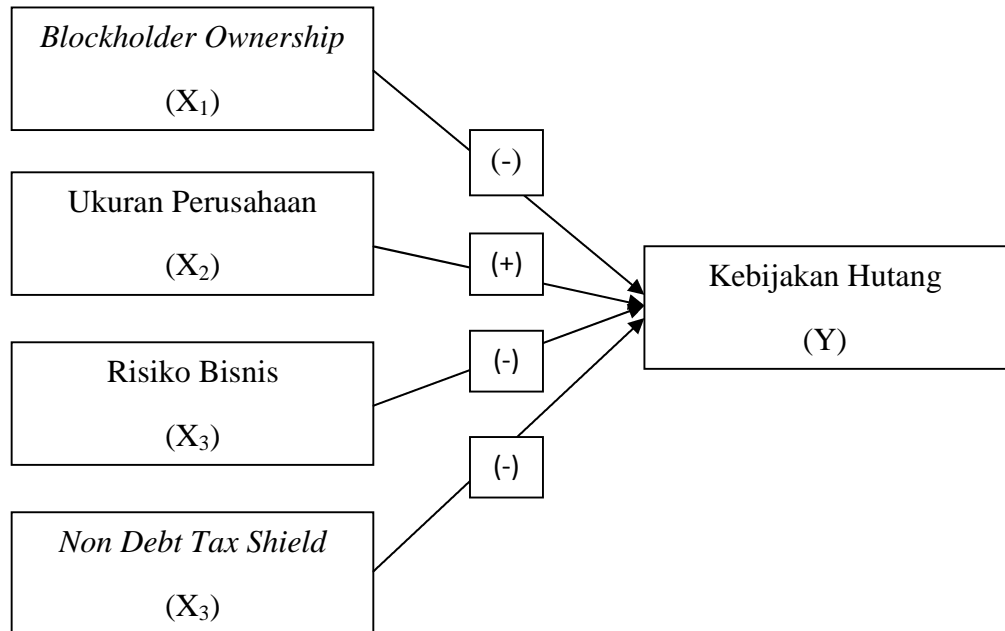 Blockholder Ownership
(X₁)
(-)
Ukuran Perusahaan
(X₂)
(+)
Kebijakan Hutang
(Y)
Risiko Bisnis
(X₃)
(-)
(-)
Non Debt Tax Shield
(X₃)